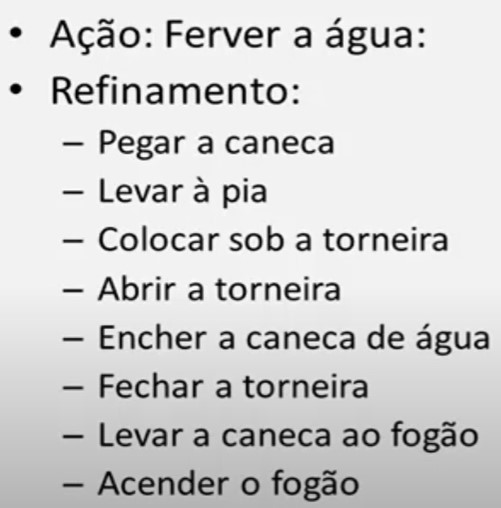 • Ação: Ferver a água:
• Refinamento:
– Pegar a caneca
– Levar à pia
– Colocar sob a torneira
– Abrir a torneira
– Encher a caneca de água
– Fechar a torneira
– Levar a caneca ao fogão
– Acender o fogão